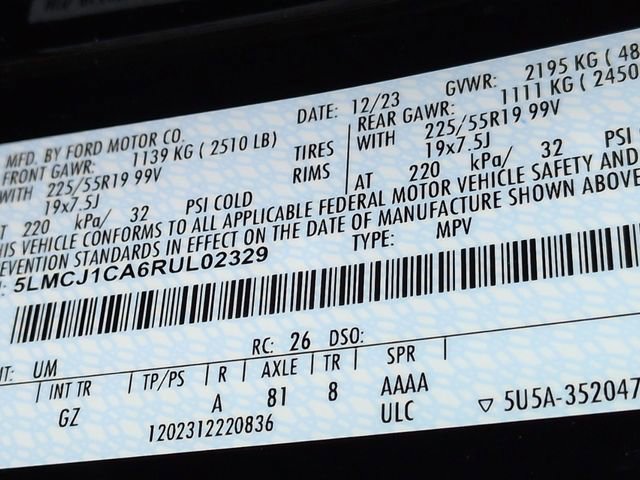 MFD. BY FORD MOTOR CO.
DATE: 12/23
GVWR: 2195 KG ( 48
FRONT GAWR: 1139 KG ( 2510 LB)
REAR GAWR: 1111 KG ( 2450
WITH 225/55R19 99V TIRES
WITH 225/55R19 99V
19x7.5J RIMS
19x7.5J
AT 220 kPa/ 32 PSI COLD
AT 220 kPa/ 32 PSI
HIS VEHICLE CONFORMS TO ALL APPLICABLE FEDERAL MOTOR VEHICLE SAFETY AND
EVENTION STANDARDS IN EFFECT ON THE DATE OF MANUFACTURE SHOWN ABOVE
: 5LMCJ1CA6RUL02329
TYPE: MPV
NT: UM
RC: 26 DSO:
INT TR TP/PS R AXLE TR SPR
GZ A 81 8 AAAA
1202312220836 ULC
5U5A-352047